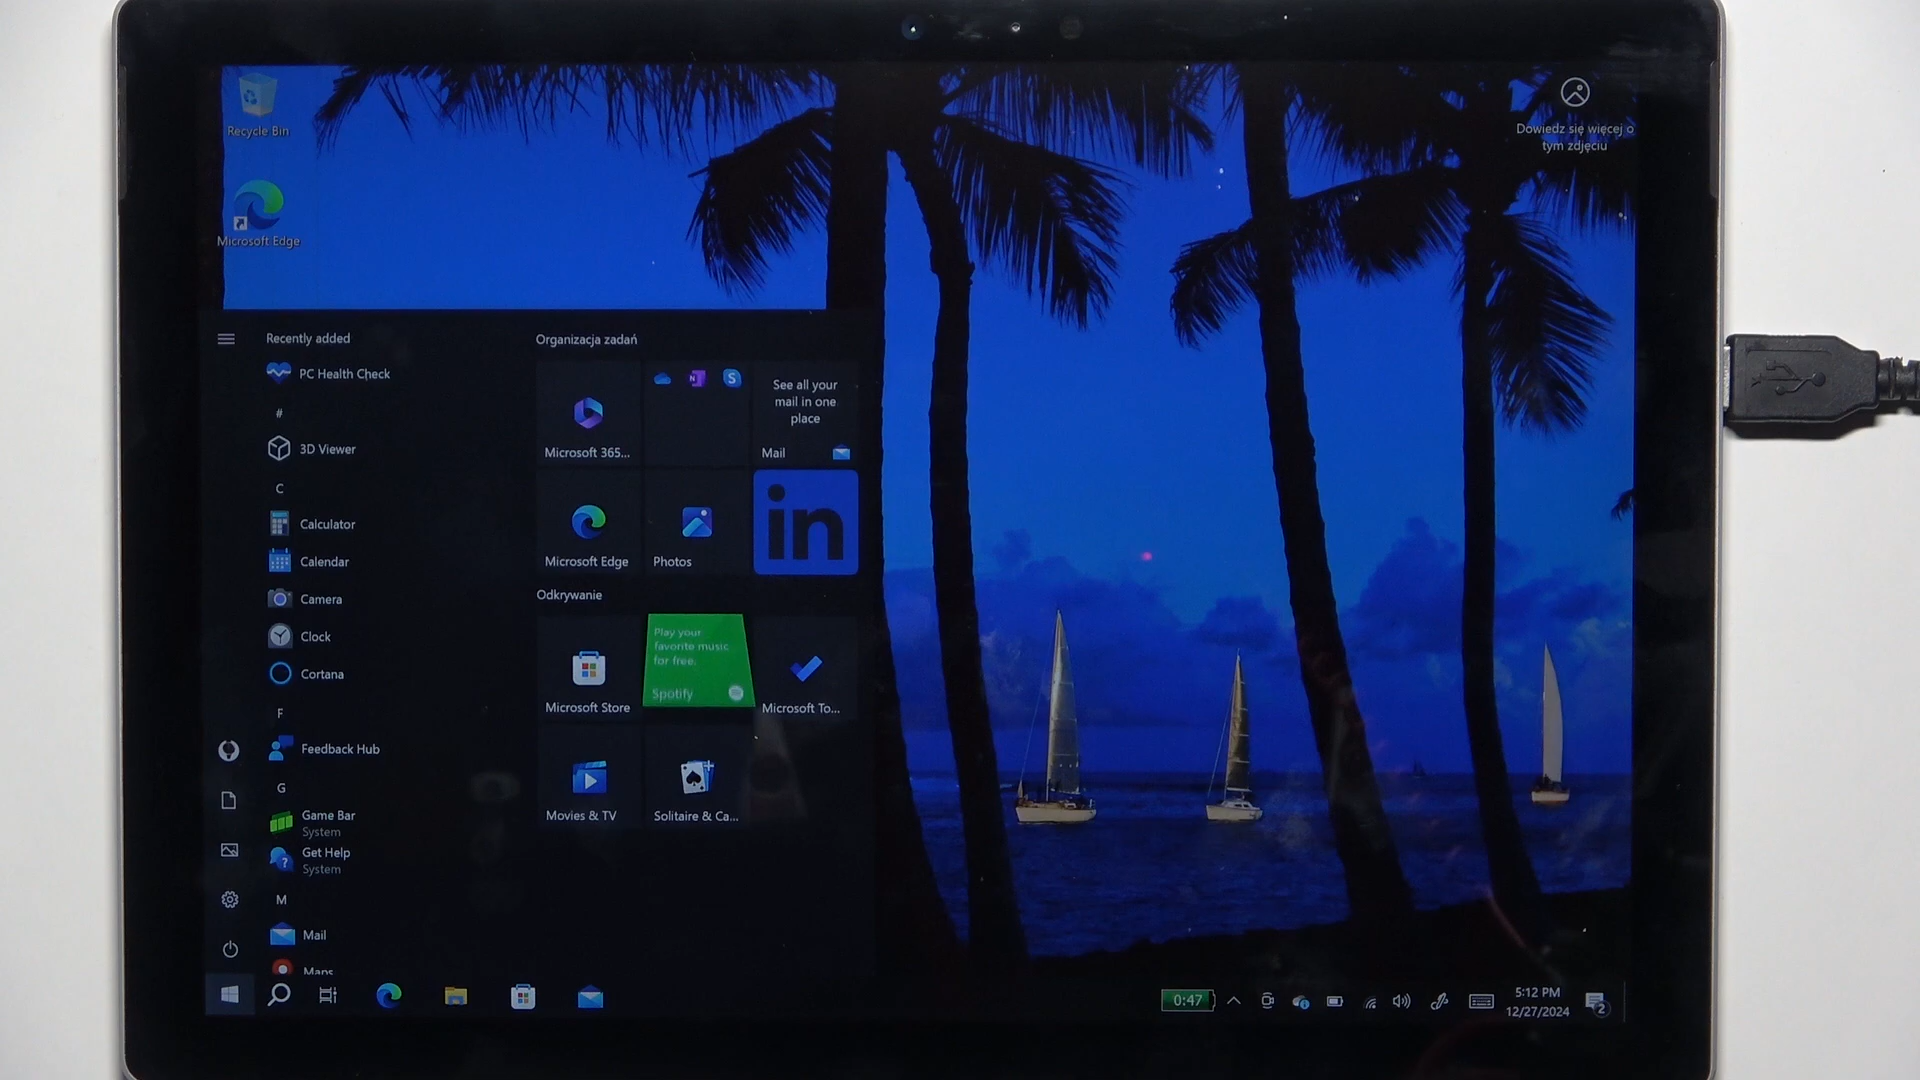 Recycle Bin
Microsoft Edge
Dowiedz się więcej o
tym zdjęciu
Recently added
PC Health Check
#
3D Viewer
C
Calculator
Calendar
Camera
Clock
Cortana
F
Feedback Hub
G
Game Bar
System
Get Help
System
M
Mail
Maps
Organizacja zadań
Microsoft 365...
N
S
See all your
mail in one
place
Mail
Microsoft Edge
Photos
in
Odkrywanie
Microsoft Store
Play your
favorite music
for free.
Spotify
Microsoft To...
Movies & TV
Solitaire & Ca...
0:47
5:12 PM
12/27/2024
2